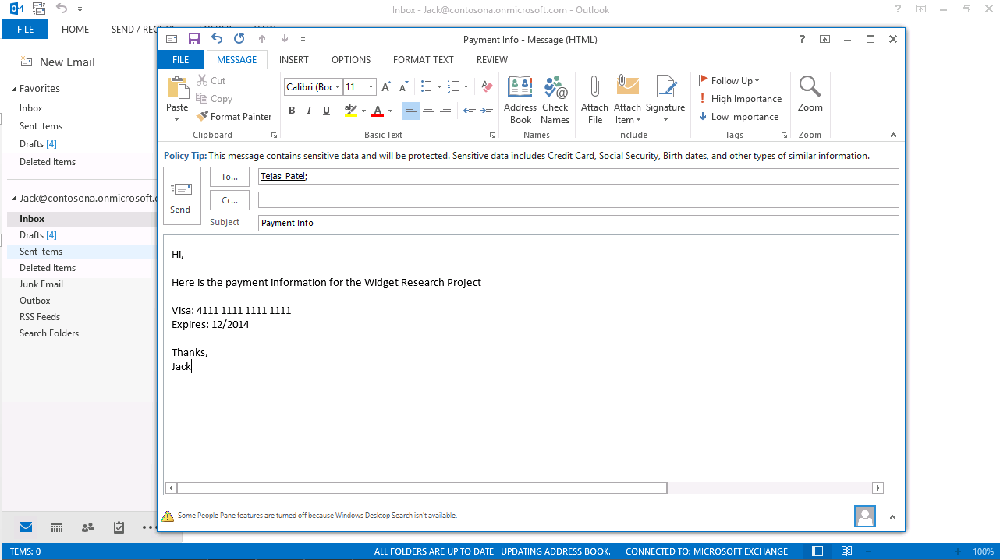 Inbox - Jack@contosona.onmicrosoft.com - Outlook
FILE HOME SEND / RECEIVE FOLDER VIEW
New Email
Favorites
Inbox
Sent Items
Drafts [4]
Deleted Items
Jack@contosona.onmicrosoft.c
Inbox
Drafts [4]
Sent Items
Deleted Items
Junk Email
Outbox
RSS Feeds
Search Folders
Payment Info - Message (HTML)
FILE MESSAGE INSERT OPTIONS FORMAT TEXT REVIEW
Paste
Cut
Copy
Format Painter
Clipboard
Calibri (Boc 11
B I U
Basic Text
Address Book
Check Names
Names
Attach File
Attach Item
Signature
Include
Follow Up
High Importance
Low Importance
Tags
Zoom
Zoom
Policy Tip: This message contains sensitive data and will be protected. Sensitive data includes Credit Card, Social Security, Birth dates, and other types of similar information.
Send
To... Tejas Patel;
Cc...
Subject Payment Info
Hi,
Here is the payment information for the Widget Research Project
Visa: 4111 1111 1111 1111
Expires: 12/2014
Thanks,
Jack
Some People Pane features are turned off because Windows Desktop Search isn't available.
ITEMS: 0 ALL FOLDERS ARE UP TO DATE. UPDATING ADDRESS BOOK. CONNECTED TO: MICROSOFT EXCHANGE 100%